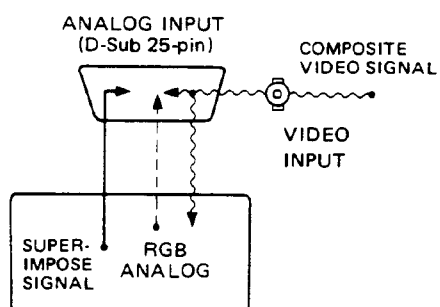 ANALOG INPUT
(D-Sub 25-pin)
COMPOSITE
VIDEO SIGNAL
VIDEO
INPUT
SUPER-
IMPOSE
SIGNAL
RGB
ANALOG